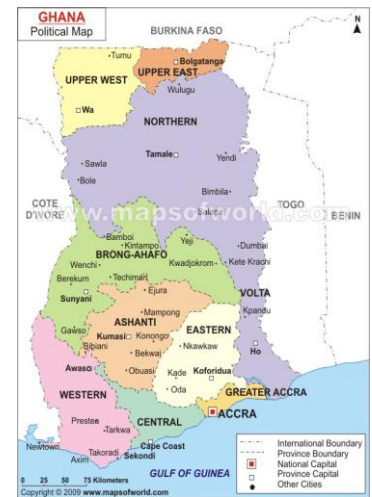 GHANA
Political Map
BURKINA FASO
N
Tumu
Bolgatanga
UPPER EAST
UPPER WEST
Wulugu
Wa
NORTHERN
Tamale
Yendi
Sawla
Bole
Bimbila
COTE
D'IVORE
Salaga
TOGO
BENIN
www.mapsofworld.com
Bamboi
Kintampo
Yeji
Dumbai
BRONG-AHAFO
Wenchi
Kwadjokrom
Kete Krachi
Berekum
Techimari
Sunyani
Ejura
VOLTA
Kpandu
Mampong
ASHANTI
EASTERN
Gawso
Kumasi
Konongo
Nkawkaw
Bibiani
Bekwai
Ho
Awaso
Obuasi
Kade
Koforidua
Oda
WESTERN
GREATER ACCRA
CENTRAL
ACCRA
Prestea
Tarkwa
Cape Coast
Newtown
Takoradi
Sekondi
Axim
GULF OF GUINEA
International Boundary
Province Boundary
National Capital
Province Capital
Other Cities
0 25 50 75 Kilometers
Copyright © 2009 www.mapsofworld.com